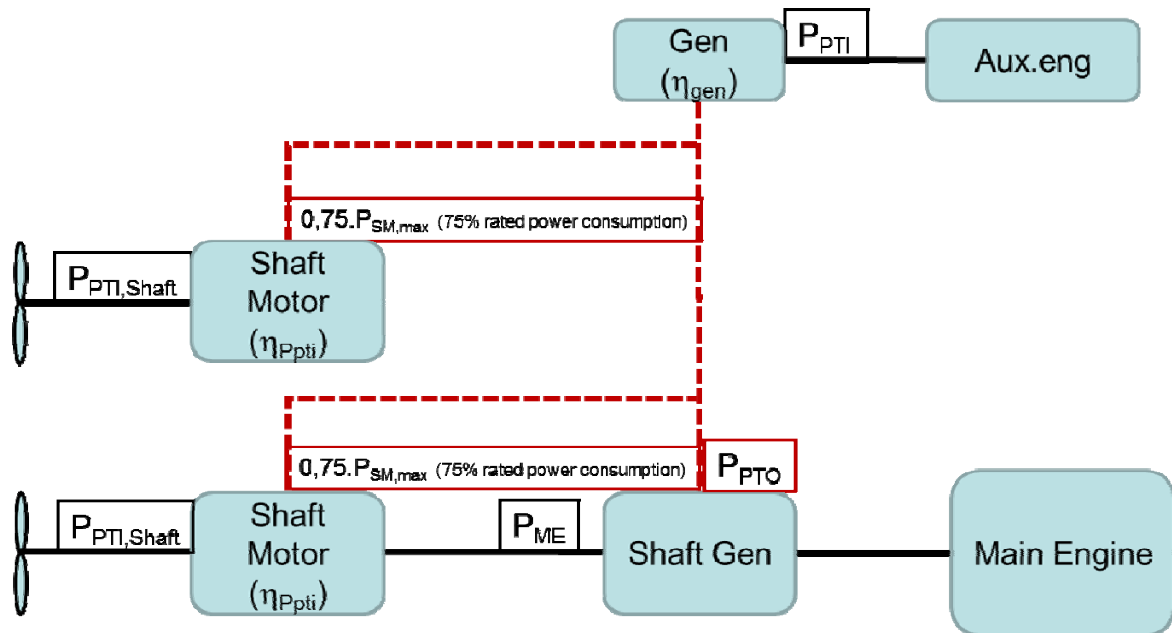 Gen
(ηgen)
PPTI
Aux.eng
0,75.PSM,max (75% rated power consumption)
PPTI,Shaft
Shaft
Motor
(ηPpti)
0,75.PSM,max (75% rated power consumption)
PPTO
PPTI,Shaft
Shaft
Motor
(ηPpti)
PME
Shaft Gen
Main Engine